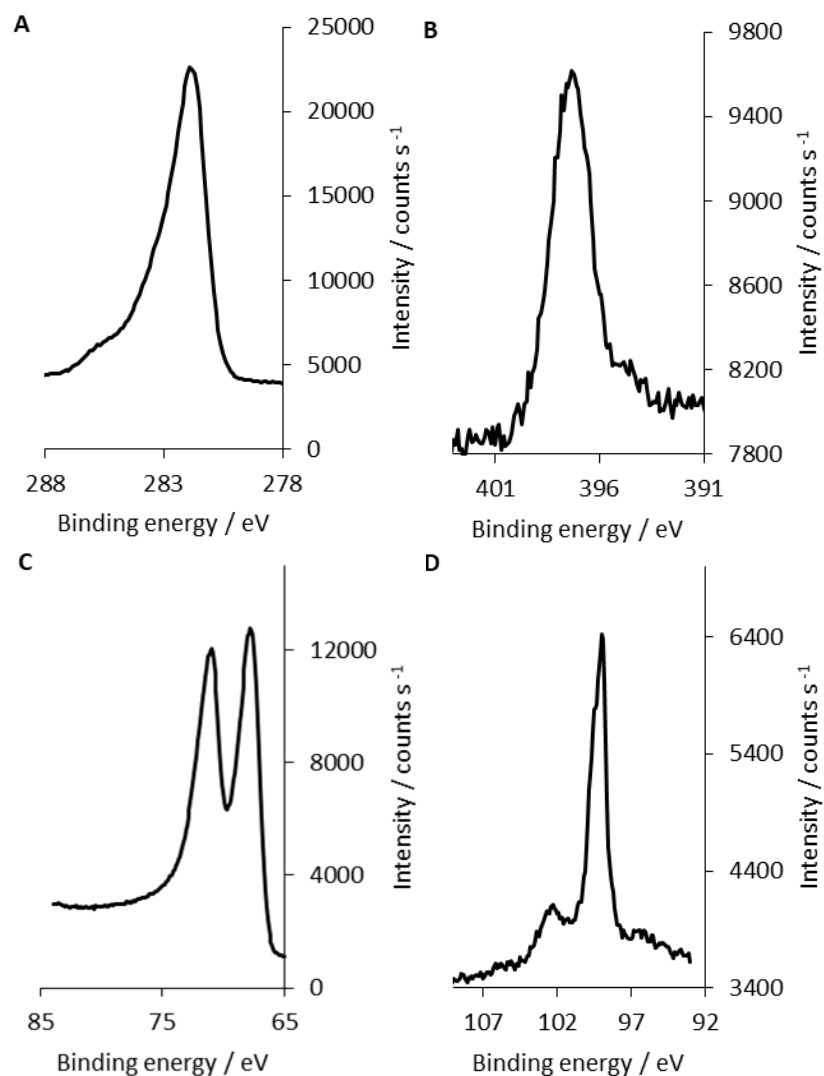 A
25000
20000
15000
10000
5000
0
Intensity / counts s⁻¹
288 283 278
Binding energy / eV
B
9800
9400
9000
8600
8200
7800
Intensity / counts s⁻¹
401 396 391
Binding energy / eV
C
12000
8000
4000
0
Intensity / counts s⁻¹
85 75 65
Binding energy / eV
D
6400
5400
4400
3400
Intensity / counts s⁻¹
107 102 97 92
Binding energy / eV